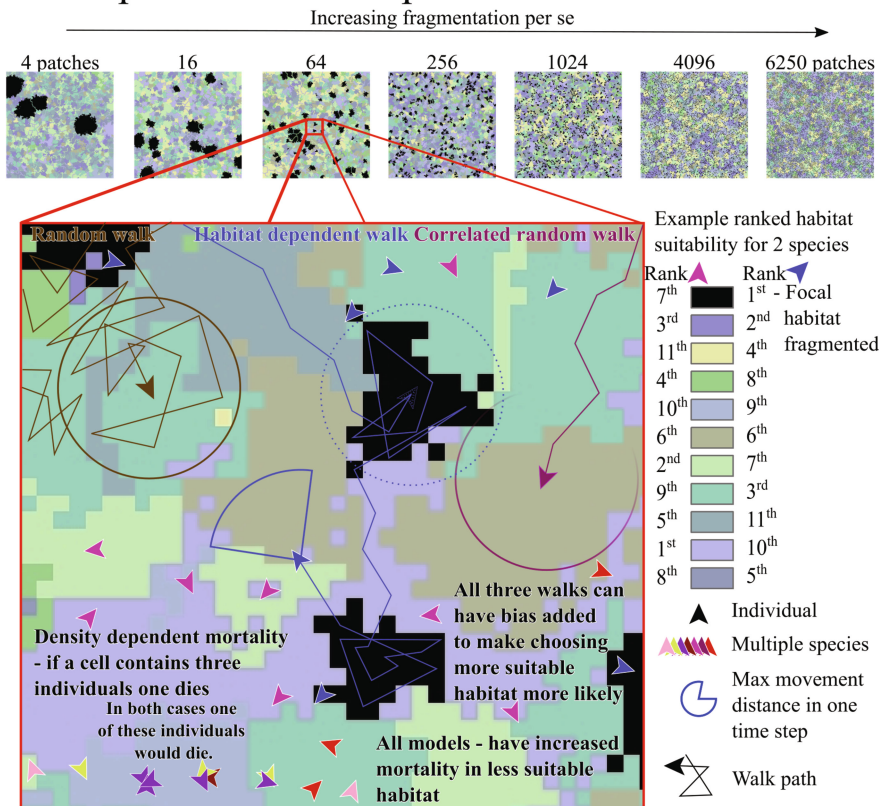 Increasing fragmentation per se
4 patches 16 64 256 1024 4096 6250 patches
Random walk Habitat dependent walk Correlated random walk
Density dependent mortality
- if a cell contains three
individuals one dies
In both cases one
of these individuals
would die.
All three walks can
have bias added
to make choosing
more suitable
habitat more likely
All models - have increased
mortality in less suitable
habitat
Example ranked habitat
suitability for 2 species
Rank Rank
7th 1st - Focal
habitat
fragmented
3rd 2nd
11th 4th
4th 8th
10th 9th
6th 6th
2nd 7th
9th 3rd
5th 11th
1st 10th
8th 5th
Individual
Multiple species
Max movement
distance in one
time step
Walk path